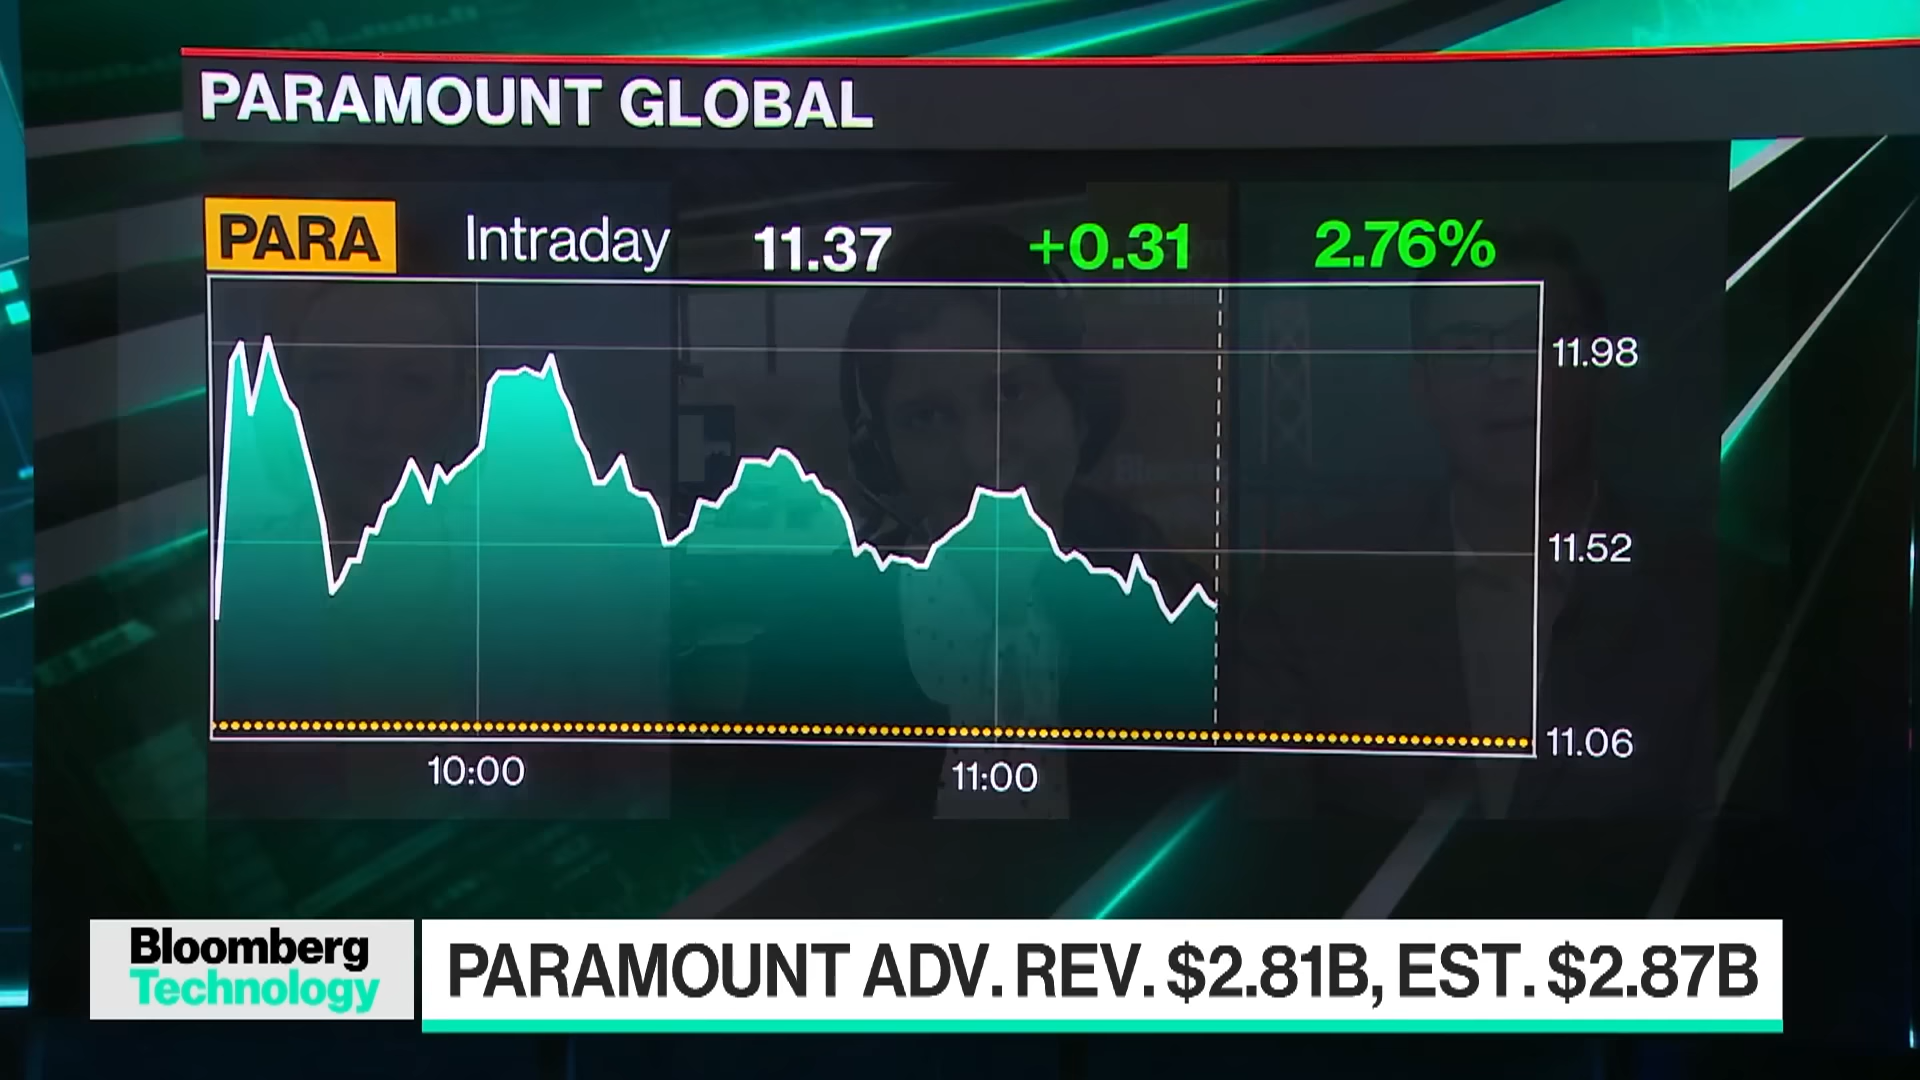 PARAMOUNT GLOBAL
PARA Intraday 11.37 +0.31 2.76%
11.98
11.52
11.06
10:00 11:00
Bloomberg
Technology
PARAMOUNT ADV. REV. $2.81B, EST. $2.87B